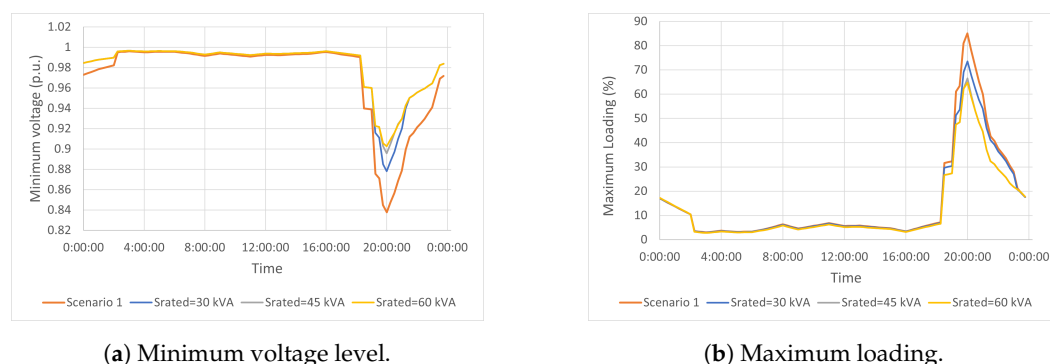 1.02
1
0.98
0.96
0.94
0.92
0.9
0.88
0.86
0.84
0.82
Minimum voltage (p.u.)
0:00:00 4:00:00 8:00:00 12:00:00 16:00:00 20:00:00 0:00:00
Time
Scenario 1 Srated=30 kVA Srated=45 kVA Srated=60 kVA
(a) Minimum voltage level.
90
80
70
60
50
40
30
20
10
0
Maximum Loading (%)
0:00:00 4:00:00 8:00:00 12:00:00 16:00:00 20:00:00 0:00:00
Time
Scenario 1 Srated=30 kVA Srated=45 kVA Srated=60 kVA
(b) Maximum loading.